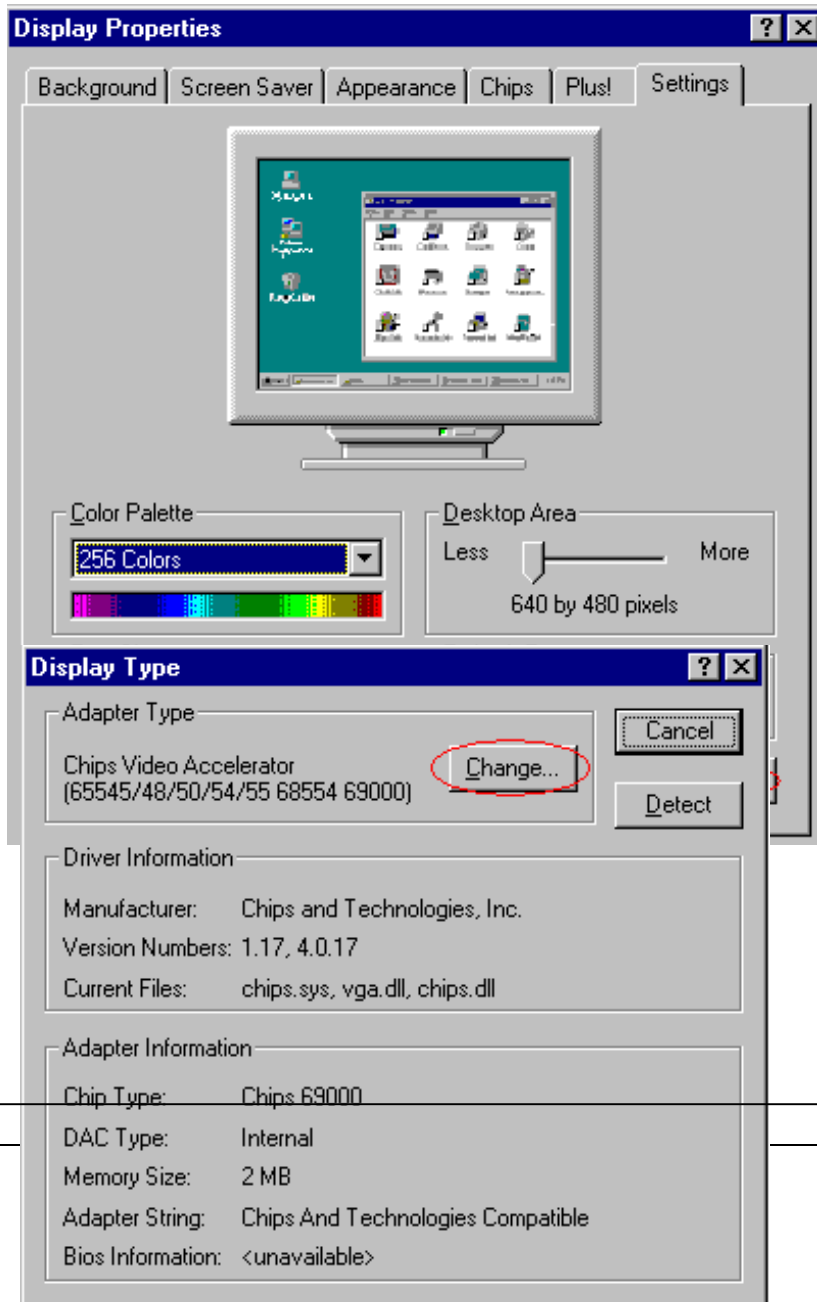 Display Properties
Background Screen Saver Appearance Chips Plus! Settings
Color Palette
256 Colors
Desktop Area
Less More
640 by 480 pixels
Display Type
Adapter Type
Chips Video Accelerator
(65545/48/50/54/55 68554 69000)
Change...
Cancel
Detect
Driver Information
Manufacturer: Chips and Technologies, Inc.
Version Numbers: 1.17, 4.0.17
Current Files: chips.sys, vga.dll, chips.dll
Adapter Information
Chip Type: Chips 69000
DAC Type: Internal
Memory Size: 2 MB
Adapter String: Chips And Technologies Compatible
Bios Information: <unavailable>